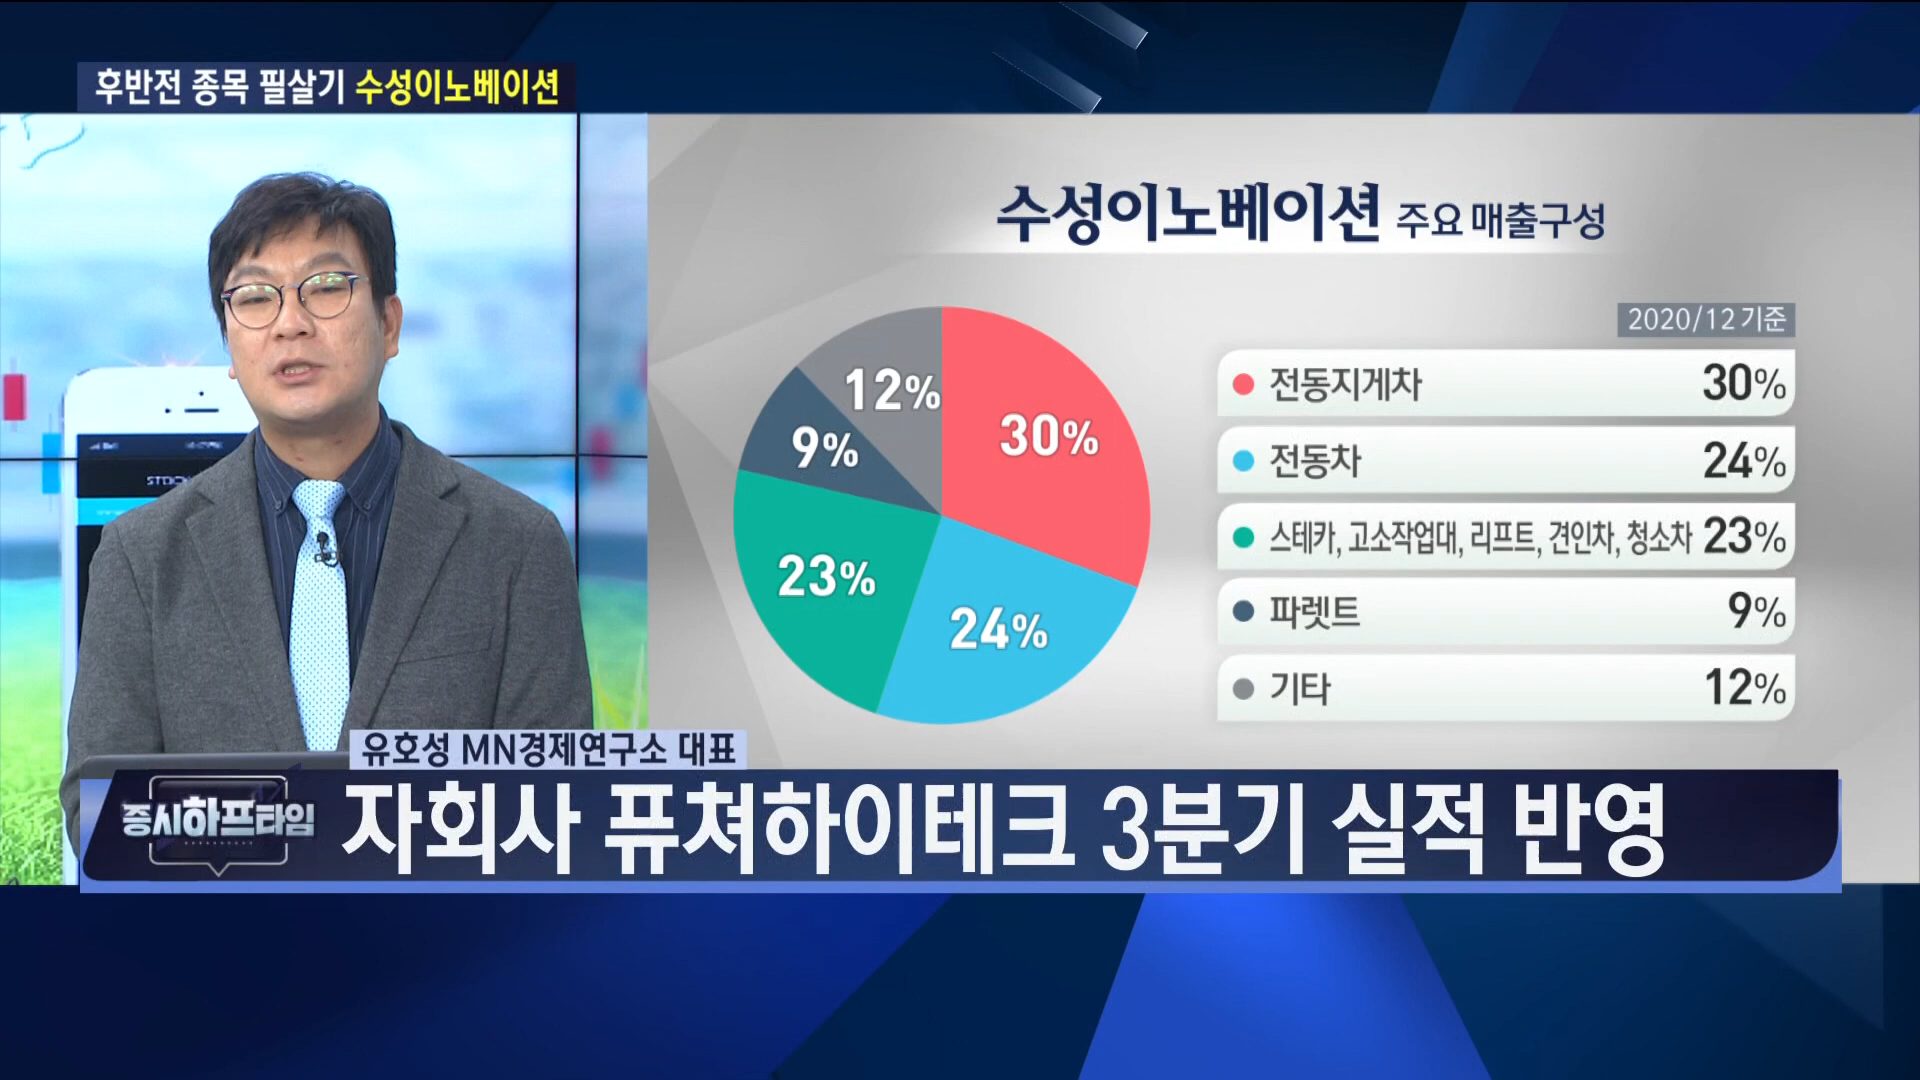 후반전 종목 필살기 수성이노베이션
수성이노베이션 주요 매출구성
2020/12 기준
30%
24%
23%
9%
12%
전동지게차 30%
전동차 24%
스테카, 고소작업대, 리프트, 견인차, 청소차 23%
파렛트 9%
기타 12%
STOCK
유호성 MN경제연구소 대표
증시하프타임
자회사 퓨쳐하이테크 3분기 실적 반영